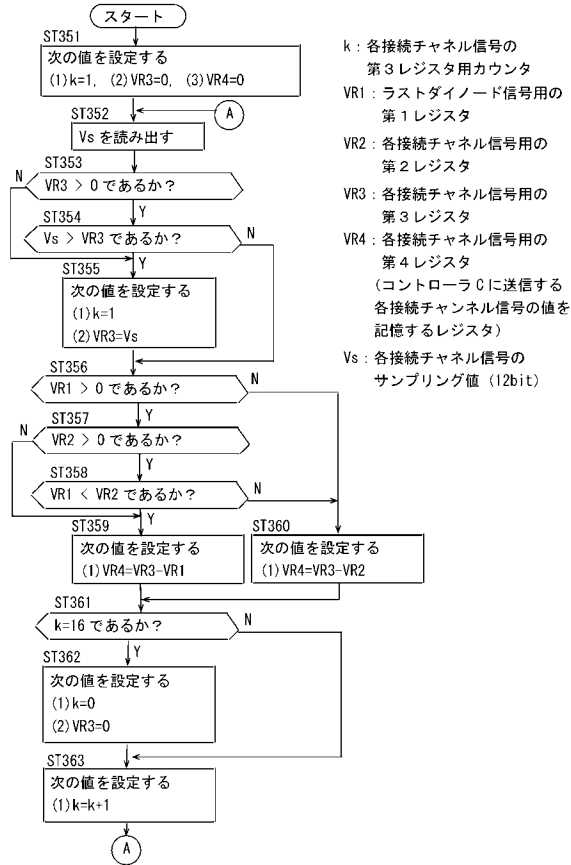 スタート
ST351
次の値を設定する
(1)k=1, (2)VR3=0, (3)VR4=0
A
ST352
Vs を読み出す
ST353
N
VR3 > 0 であるか？
Y
ST354
N
Vs > VR3 であるか？
Y
ST355
次の値を設定する
(1)k=1
(2)VR3=Vs
ST356
N
VR1 > 0 であるか？
Y
ST357
N
VR2 > 0 であるか？
Y
ST358
N
VR1 < VR2 であるか？
Y
ST359
次の値を設定する
(1)VR4=VR3-VR1
ST360
次の値を設定する
(1)VR4=VR3-VR2
ST361
N
k=16 であるか？
Y
ST362
次の値を設定する
(1)k=0
(2)VR3=0
ST363
次の値を設定する
(1)k=k+1
A
k：各接続チャネル信号の
第３レジスタ用カウンタ
VR1：ラストダイノード信号用の
第１レジスタ
VR2：各接続チャネル信号用の
第２レジスタ
VR3：各接続チャネル信号用の
第３レジスタ
VR4：各接続チャネル信号用の
第４レジスタ
(コントローラＣに送信する
各接続チャンネル信号の値を
記憶するレジスタ)
Vs：各接続チャネル信号の
サンプリング値 (12bit)